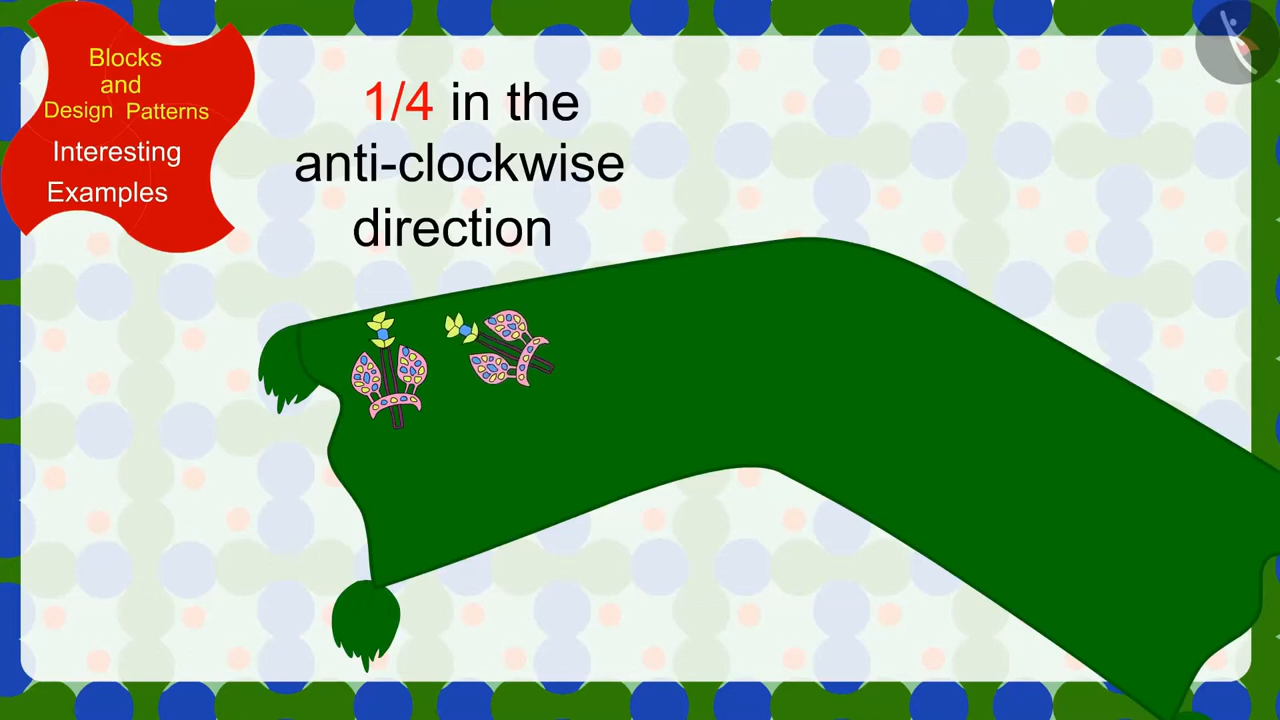 Blocks
and
Design Patterns
Interesting
Examples
1/4 in the
anti-clockwise
direction